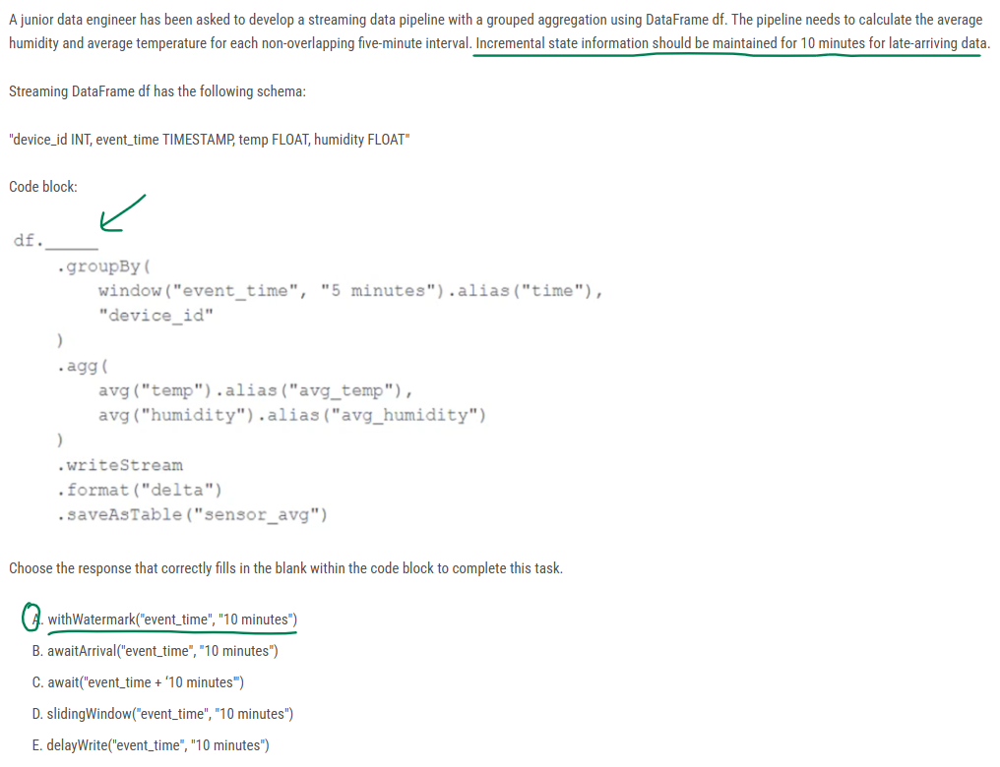 A junior data engineer has been asked to develop a streaming data pipeline with a grouped aggregation using DataFrame df. The pipeline needs to calculate the average
humidity and average temperature for each non-overlapping five-minute interval. Incremental state information should be maintained for 10 minutes for late-arriving data.
Streaming DataFrame df has the following schema:
"device_id INT, event_time TIMESTAMP, temp FLOAT, humidity FLOAT"
Code block:
df._____
.groupBy(
window("event_time", "5 minutes").alias("time"),
"device_id"
)
.agg(
avg("temp").alias("avg_temp"),
avg("humidity").alias("avg_humidity")
)
.writeStream
.format("delta")
.saveAsTable("sensor_avg")
Choose the response that correctly fills in the blank within the code block to complete this task.
A. withWatermark("event_time", "10 minutes")
B. awaitArrival("event_time", "10 minutes")
C. await("event_time + '10 minutes'")
D. slidingWindow("event_time", "10 minutes")
E. delayWrite("event_time", "10 minutes")